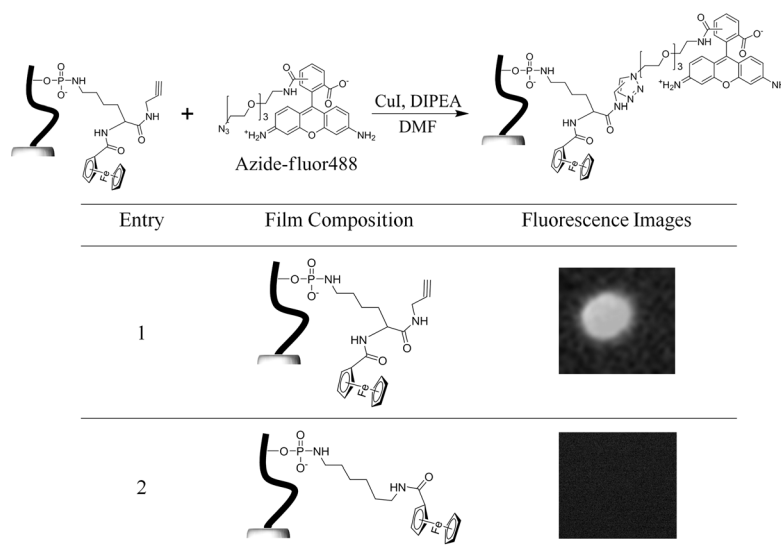 O P O O- NH HN O NH O Fe
+
N3 O 3 NH O O O- +H2N O NH2
Azide-fluor488
CuI, DIPEA
DMF
O P O O- NH HN O NH O Fe N N N O 3 NH O O O- +H2N O NH
Entry Film Composition Fluorescence Images
1
O P O O- NH HN O NH O Fe
2
O P O O- NH HN O Fe